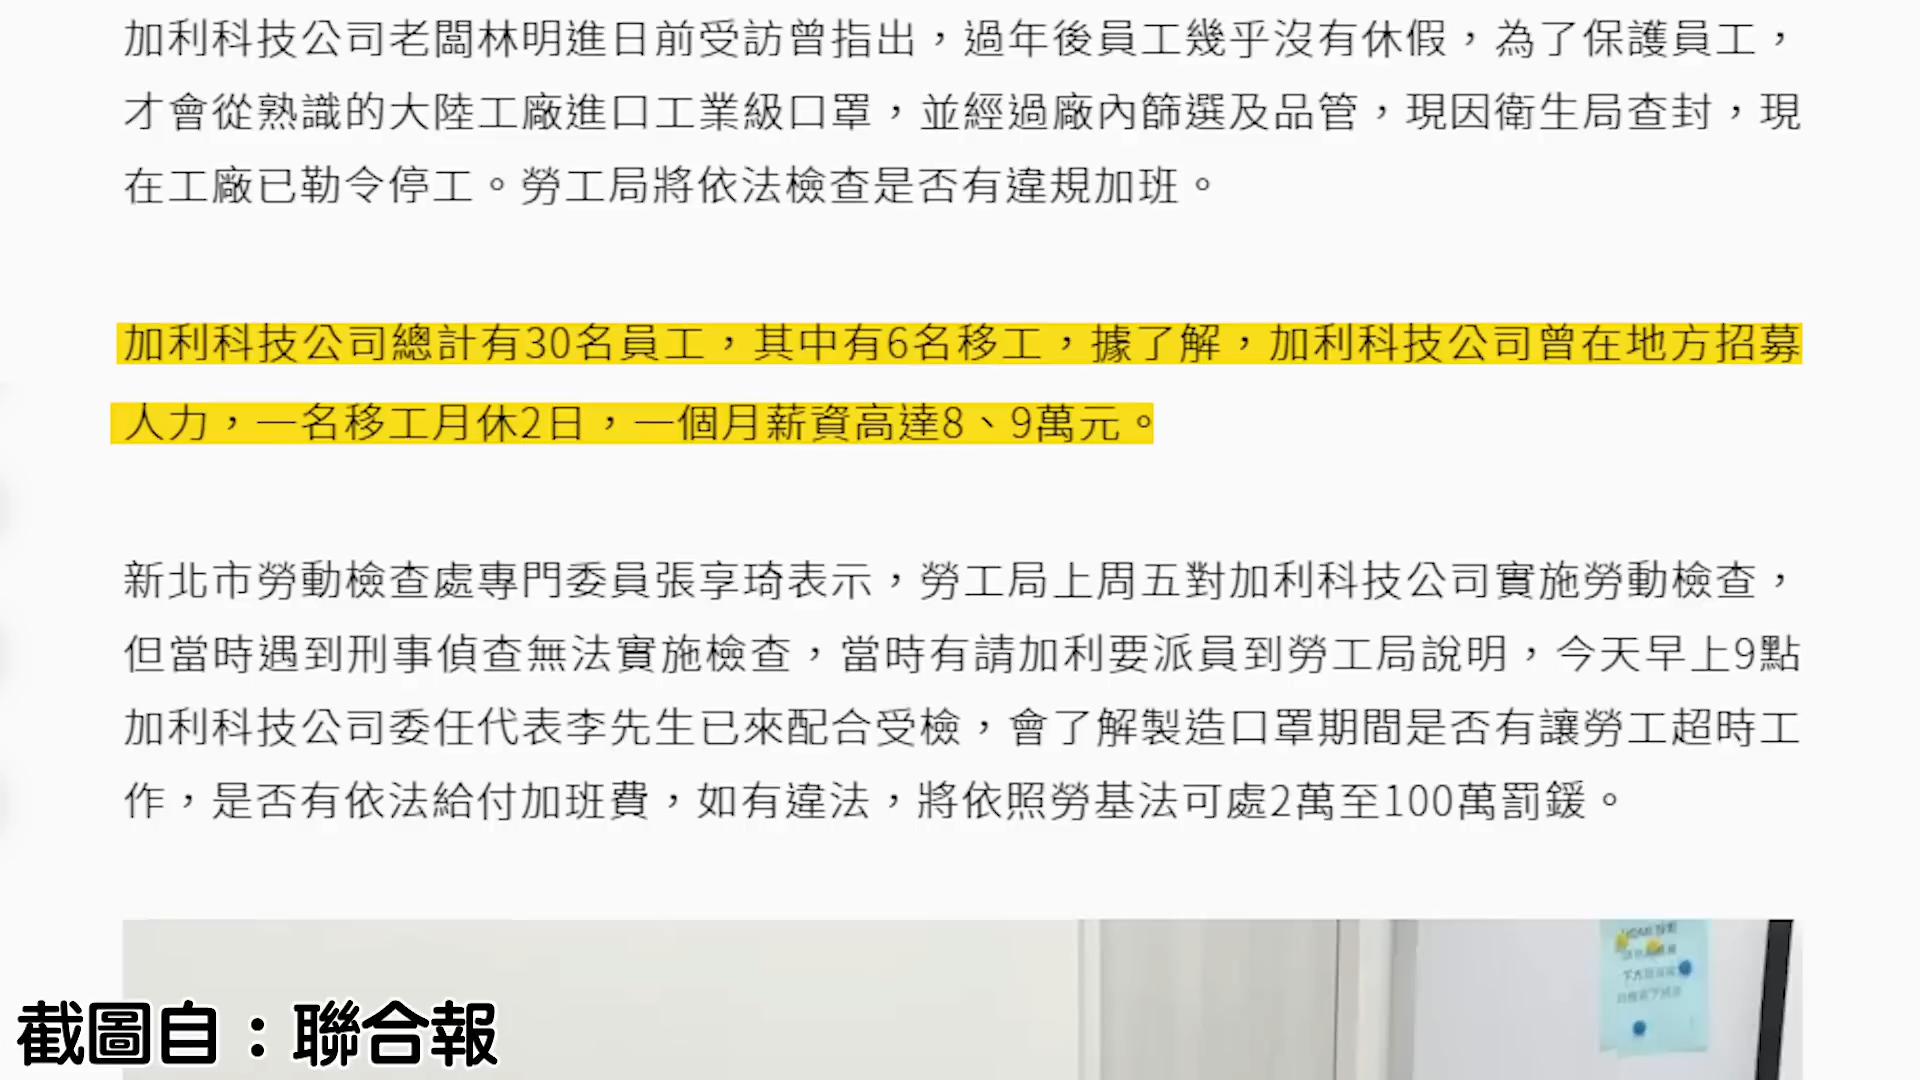 加利科技公司老闆林明進日前受訪曾指出，過年後員工幾乎沒有休假，為了保護員工，
才會從熟識的大陸工廠進口工業級口罩，並經過廠內篩選及品管，現因衛生局查封，現
在工廠已勒令停工。勞工局將依法檢查是否有違規加班。
加利科技公司總計有30名員工，其中有6名移工，據了解，加利科技公司曾在地方招募
人力，一名移工月休2日，一個月薪資高達8、9萬元。
新北市勞動檢查處專門委員張享琦表示，勞工局上周五對加利科技公司實施勞動檢查，
但當時遇到刑事偵查無法實施檢查，當時有請加利要派員到勞工局說明，今天早上9點
加利科技公司委任代表李先生已來配合受檢，會了解製造口罩期間是否有讓勞工超時工
作，是否有依法給付加班費，如有違法，將依照勞基法可處2萬至100萬罰鍰。
截圖自：聯合報